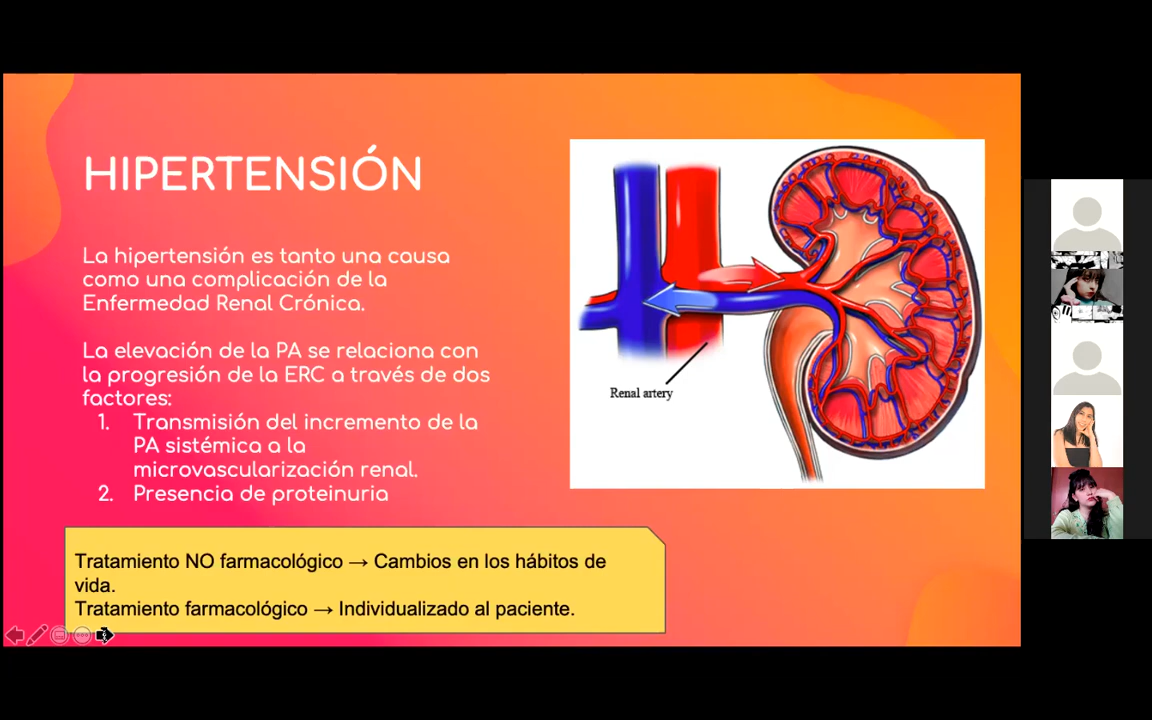 HIPERTENSIÓN
La hipertensión es tanto una causa
como una complicación de la
Enfermedad Renal Crónica.
La elevación de la PA se relaciona con
la progresión de la ERC a través de dos
factores:
1. Transmisión del incremento de la
PA sistémica a la
microvascularización renal.
2. Presencia de proteinuria
Renal artery
Tratamiento NO farmacológico → Cambios en los hábitos de
vida.
Tratamiento farmacológico → Individualizado al paciente.